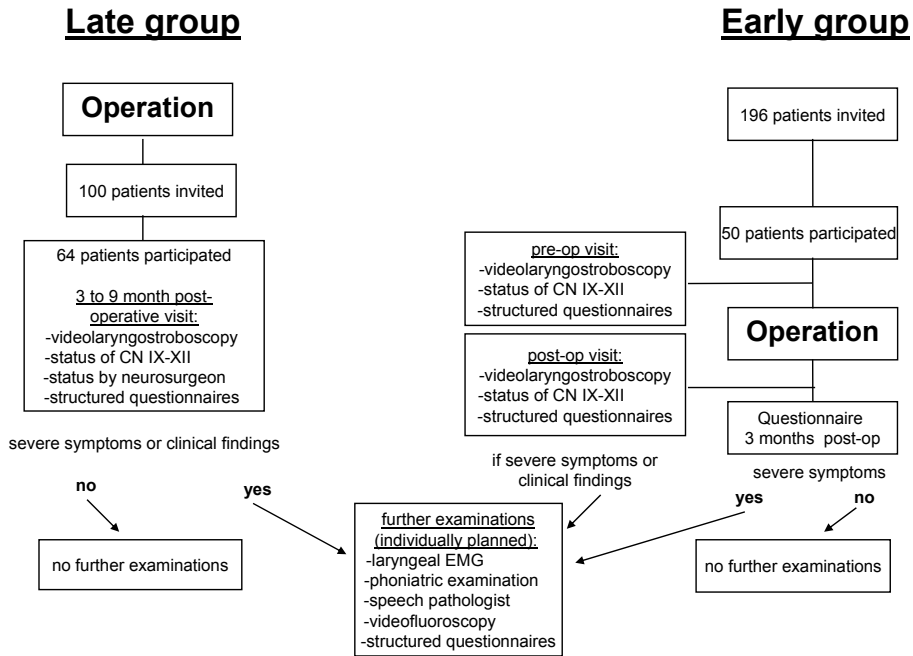 Late group
Operation
100 patients invited
64 patients participated
3 to 9 month post-
operative visit:
-videolaryngostroboscopy
-status of CN IX-XII
-status by neurosurgeon
-structured questionnaires
severe symptoms or clinical findings
no
yes
no further examinations
Early group
196 patients invited
50 patients participated
pre-op visit:
-videolaryngostroboscopy
-status of CN IX-XII
-structured questionnaires
Operation
post-op visit:
-videolaryngostroboscopy
-status of CN IX-XII
-structured questionnaires
Questionnaire
3 months post-op
if severe symptoms or
clinical findings
severe symptoms
yes
no
further examinations
(individually planned):
-laryngeal EMG
-phoniatric examination
-speech pathologist
-videofluoroscopy
-structured questionnaires
no further examinations